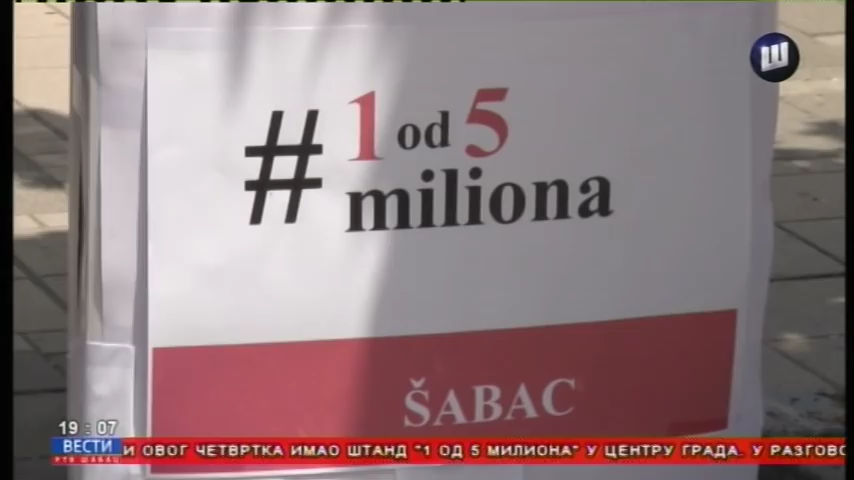 Ш
# 1 od 5
miliona
ŠABAC
19:07
ВЕСТИ
И ОВОГ ЧЕТВРТКА ИМАО ШТАНД "1 ОД 5 МИЛИОНА" У ЦЕНТРУ ГРАДА. У РАЗГОВО
РТВ ШАБАЦ